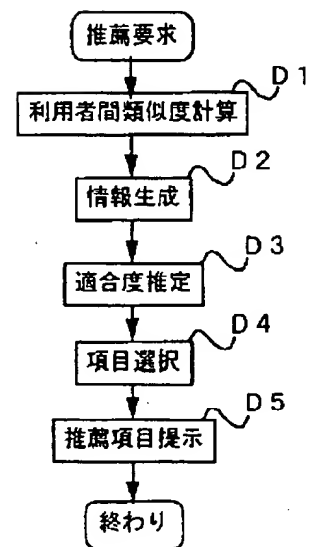 推薦要求
D1
利用者間類似度計算
D2
情報生成
D3
適合度推定
D4
項目選択
D5
推薦項目提示
終わり